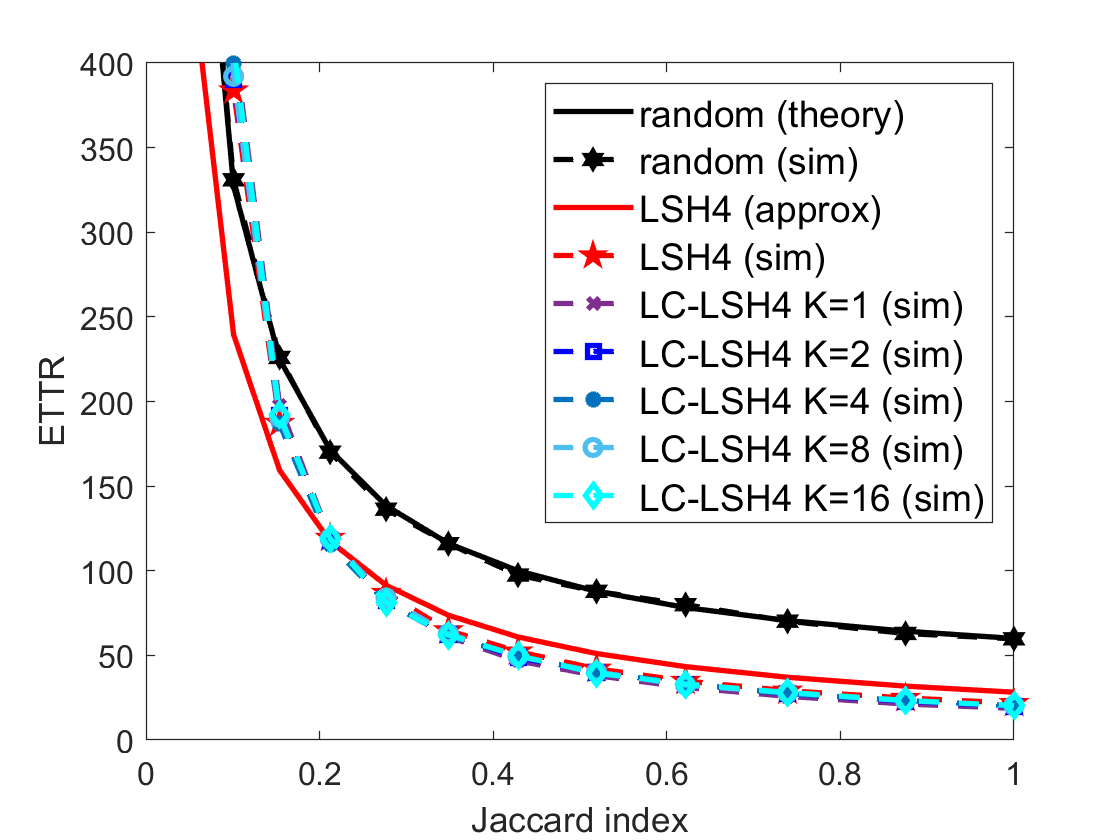 400
350
300
250
200
150
100
50
0
ETTR
0
0.2
0.4
0.6
0.8
1
Jaccard index
random (theory)
random (sim)
LSH4 (approx)
LSH4 (sim)
LC-LSH4 K=1 (sim)
LC-LSH4 K=2 (sim)
LC-LSH4 K=4 (sim)
LC-LSH4 K=8 (sim)
LC-LSH4 K=16 (sim)